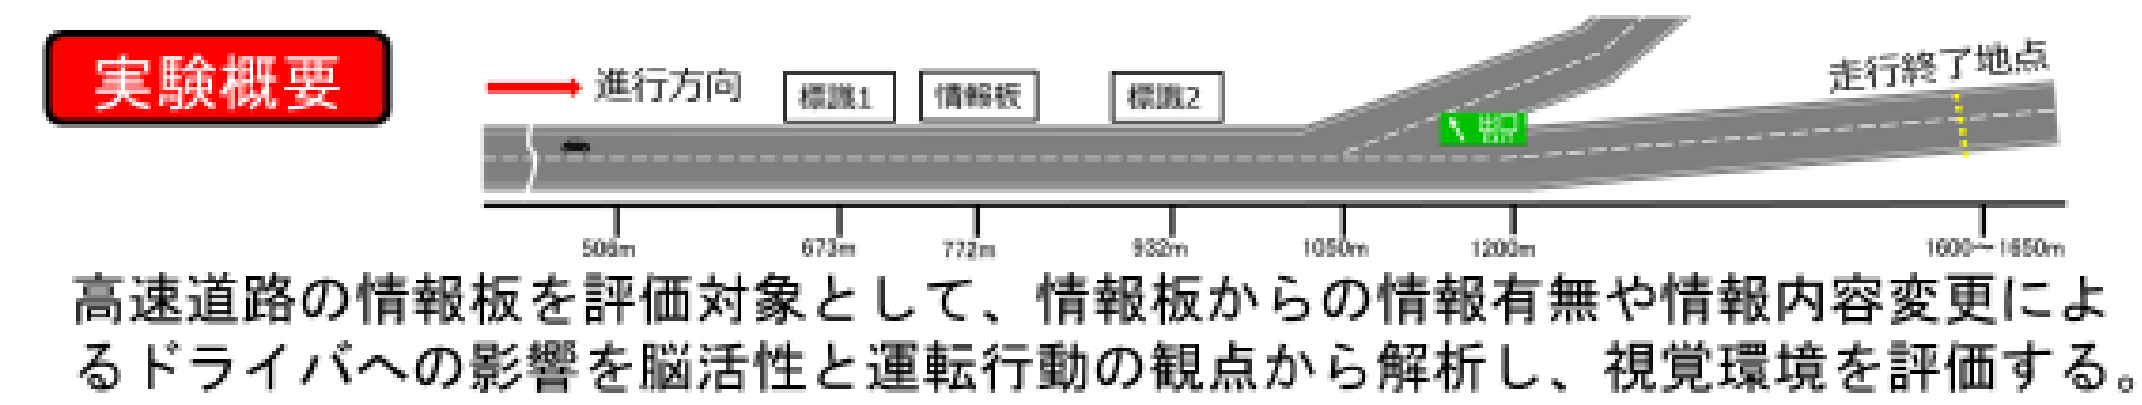 実験概要
進行方向
標識1
情報板
標識2
走行終了地点
出口
EXIT
508m
673m
772m
932m
1050m
1200m
1600～1650m
高速道路の情報板を評価対象として、情報板からの情報有無や情報内容変更によ
るドライバへの影響を脳活性と運転行動の観点から解析し、視覚環境を評価する。